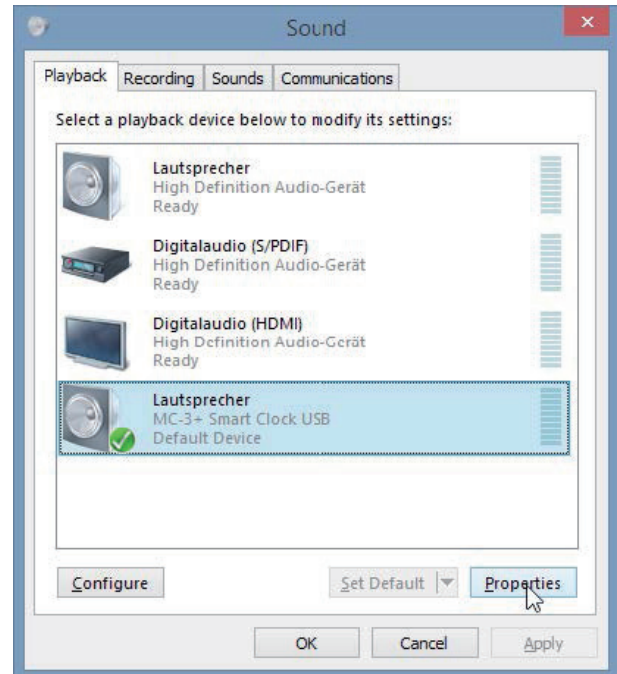 Sound
Playback Recording Sounds Communications
Select a playback device below to modify its settings:
Lautsprecher
High Definition Audio-Gerät
Ready
Digitalaudio (S/PDIF)
High Definition Audio-Gerät
Ready
Digitalaudio (HDMI)
High Definition Audio-Gerät
Ready
Lautsprecher
MC-3+ Smart Clock USB
Default Device
Configure Set Default Properties
OK Cancel Apply